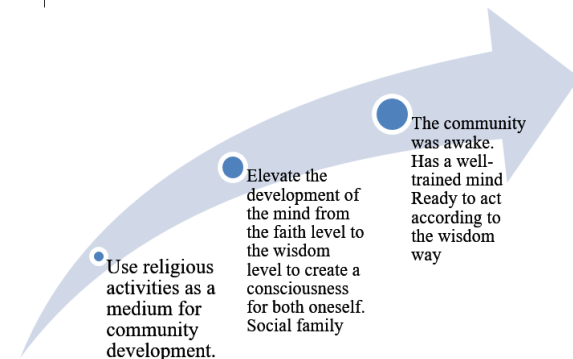 Use religious
activities as a
medium for
community
development.
Elevate the
development of
the mind from
the faith level to
the wisdom
level to create a
consciousness
for both oneself.
Social family
The community
was awake.
Has a well-
trained mind
Ready to act
according to
the wisdom
way